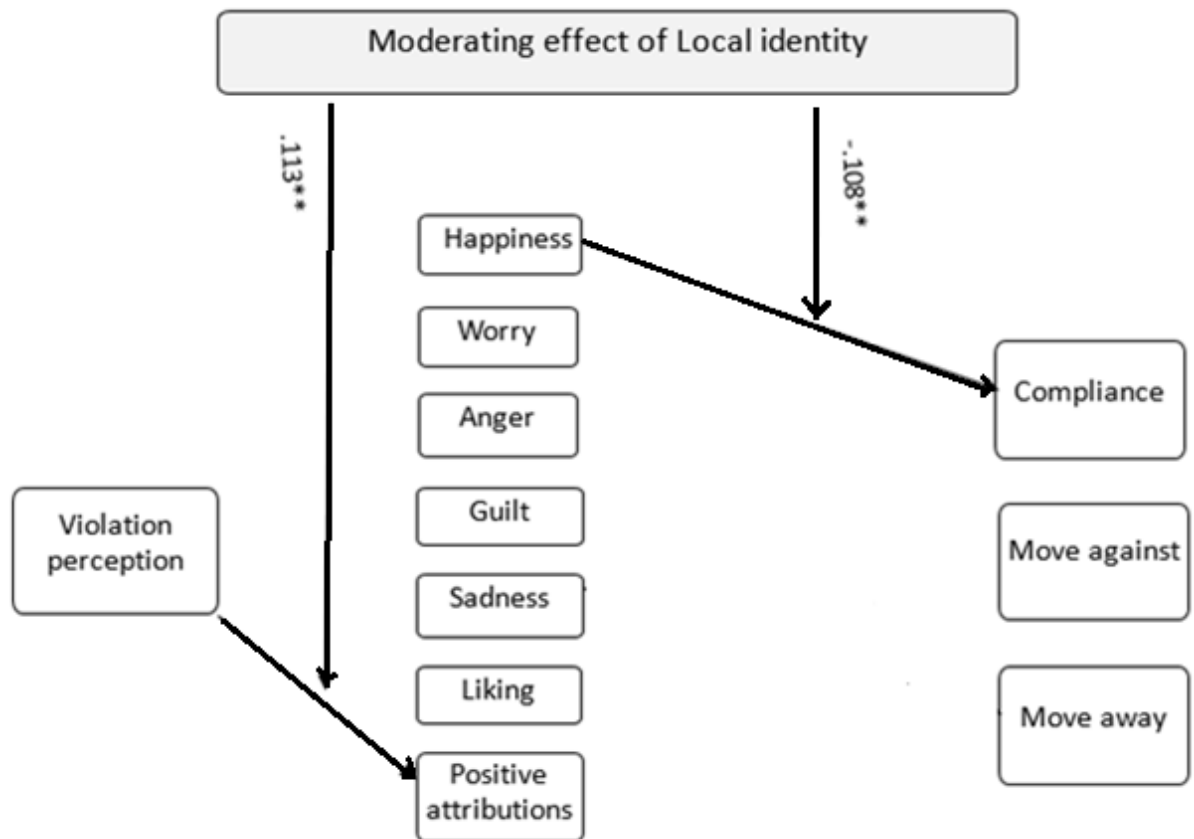 Moderating effect of Local identity
.113**
-.108**
Happiness
Worry
Anger
Guilt
Sadness
Liking
Positive
attributions
Violation
perception
Compliance
Move against
Move away